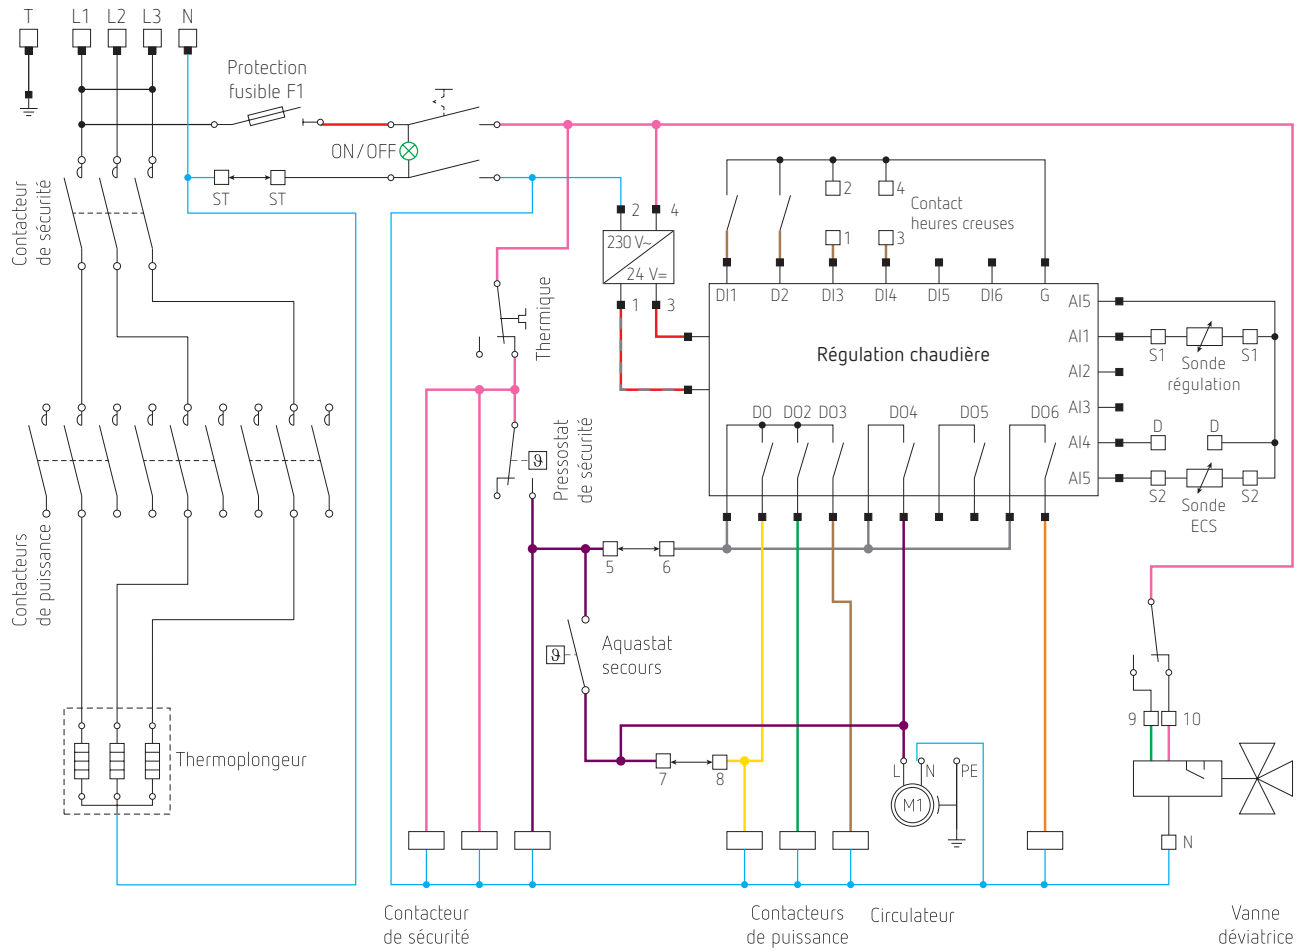 T L1 L2 L3 N
Protection
fusible F1
ON/OFF
ST ST
Contacteur
de sécurité
2 4
230 V~
24 V=
1 3
2 4
Contact
heures creuses
1 3
DI1 D2 DI3 DI4 DI5 DI6 G
AI5
AI1
AI2
AI3
AI4
AI5
Régulation chaudière
S1 S1
Sonde
régulation
D D
S2 S2
Sonde
ECS
Thermique
DO DO2 DO3 DO4 DO5 DO6
Pressostat
de sécurité
ϑ
Contacteurs
de puissance
5 6
ϑ
Aquastat
secours
7 8
Thermoplongeur
L N PE
M1
9 10
N
Contacteur
de sécurité
Contacteurs
de puissance
Circulateur
Vanne
déviatrice